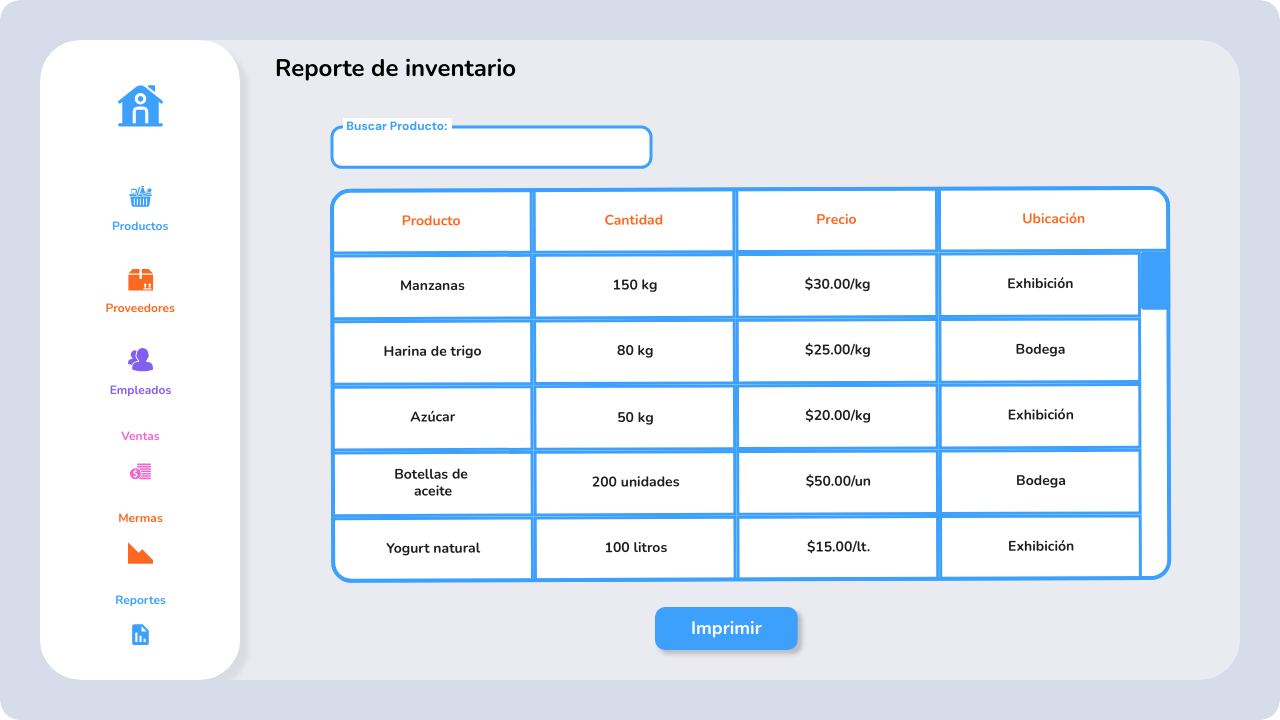 Reporte de inventario
Productos
Proveedores
Empleados
Ventas
Mermas
Reportes
Buscar Producto:
Producto Cantidad Precio Ubicación
Manzanas 150 kg $30.00/kg Exhibición
Harina de trigo 80 kg $25.00/kg Bodega
Azúcar 50 kg $20.00/kg Exhibición
Botellas de
aceite 200 unidades $50.00/un Bodega
Yogurt natural 100 litros $15.00/lt. Exhibición
Imprimir